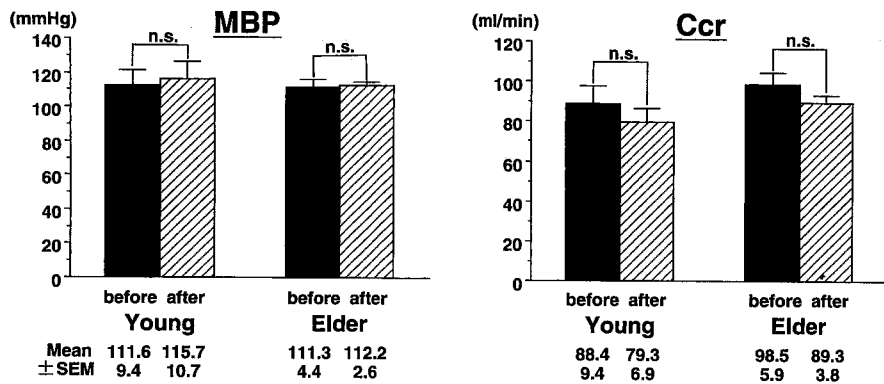 (mmHg) MBP
n.s. n.s.
140
120
100
80
60
40
20
0
before after before after
Young Elder
Mean 111.6 115.7 111.3 112.2
±SEM 9.4 10.7 4.4 2.6
(ml/min) Ccr
n.s. n.s.
120
100
80
60
40
20
0
before after before after
Young Elder
88.4 79.3 98.5 89.3
9.4 6.9 5.9 3.8